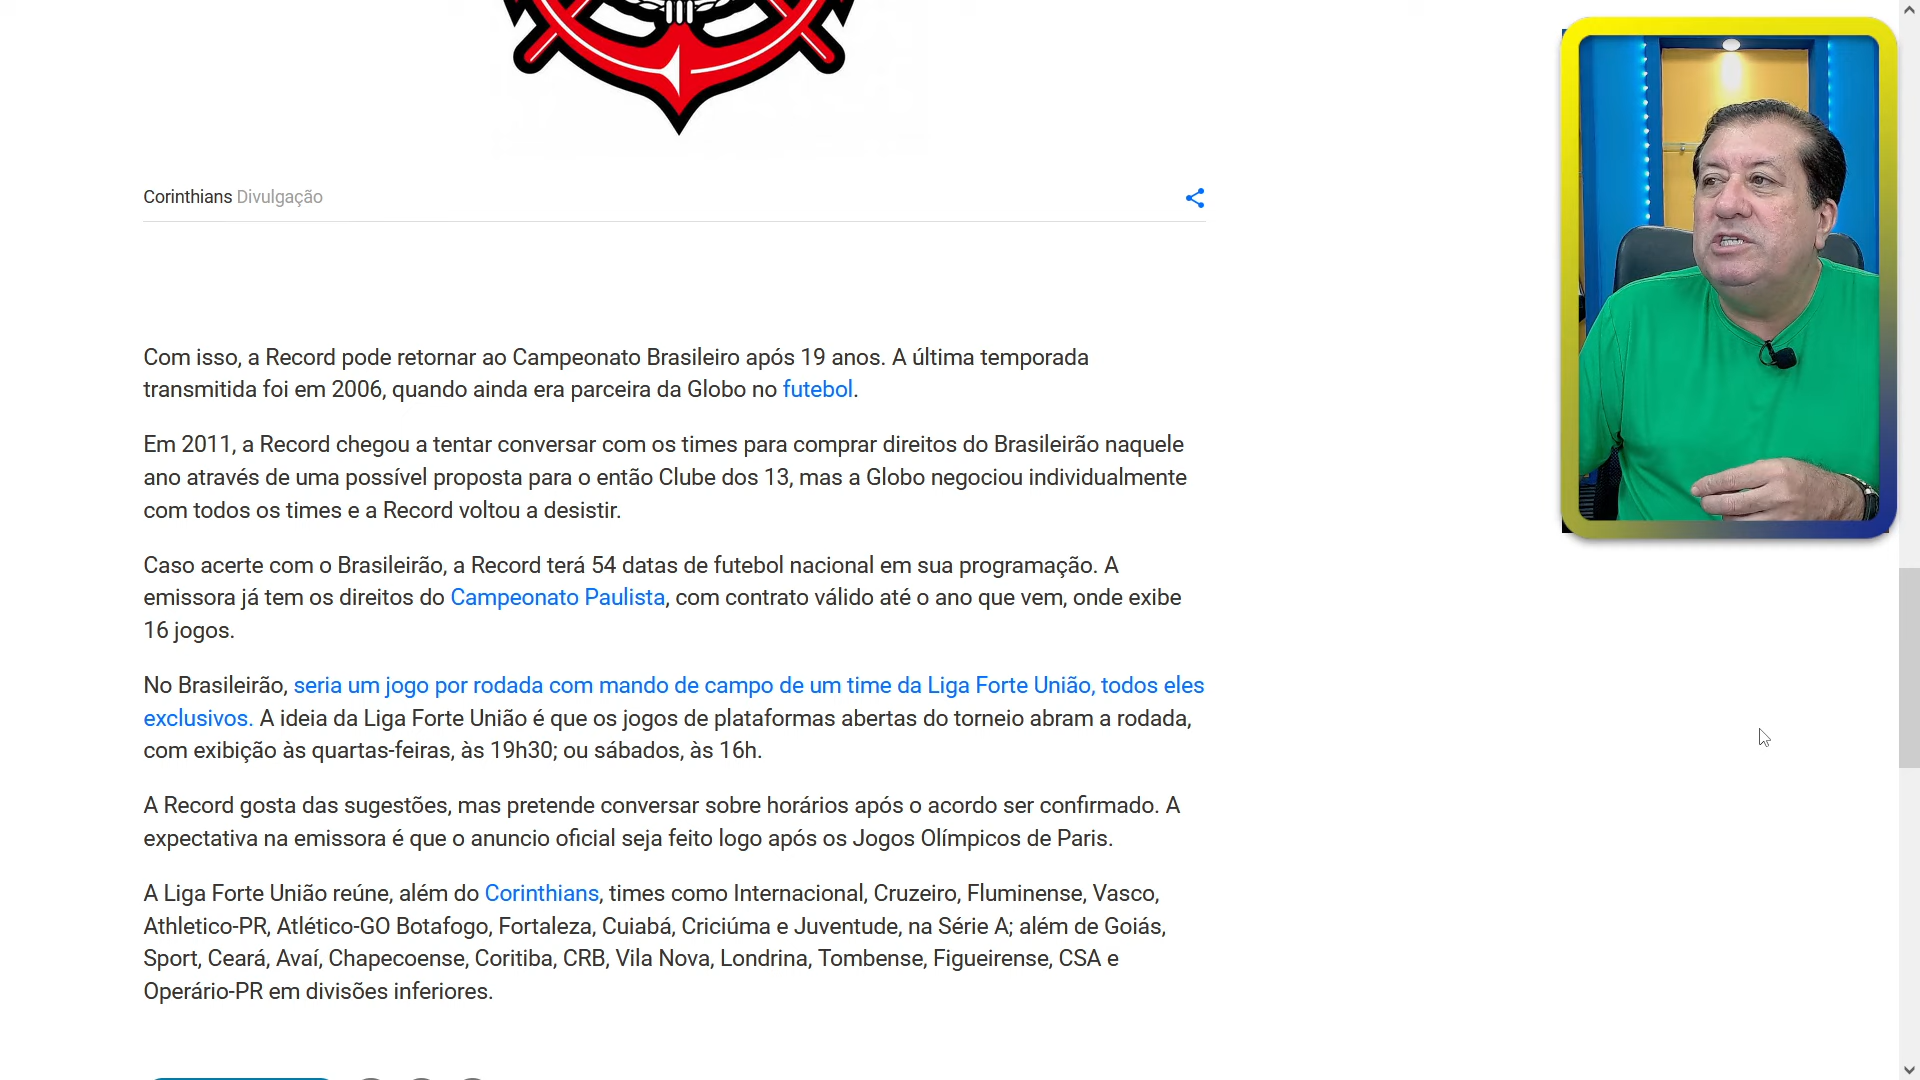 Corinthians Divulgação
Com isso, a Record pode retornar ao Campeonato Brasileiro após 19 anos. A última temporada
transmitida foi em 2006, quando ainda era parceira da Globo no futebol.
Em 2011, a Record chegou a tentar conversar com os times para comprar direitos do Brasileirão naquele
ano através de uma possível proposta para o então Clube dos 13, mas a Globo negociou individualmente
com todos os times e a Record voltou a desistir.
Caso acerte com o Brasileirão, a Record terá 54 datas de futebol nacional em sua programação. A
emissora já tem os direitos do Campeonato Paulista, com contrato válido até o ano que vem, onde exibe
16 jogos.
No Brasileirão, seria um jogo por rodada com mando de campo de um time da Liga Forte União, todos eles
exclusivos. A ideia da Liga Forte União é que os jogos de plataformas abertas do torneio abram a rodada,
com exibição às quartas-feiras, às 19h30; ou sábados, às 16h.
A Record gosta das sugestões, mas pretende conversar sobre horários após o acordo ser confirmado. A
expectativa na emissora é que o anuncio oficial seja feito logo após os Jogos Olímpicos de Paris.
A Liga Forte União reúne, além do Corinthians, times como Internacional, Cruzeiro, Fluminense, Vasco,
Athletico-PR, Atlético-GO Botafogo, Fortaleza, Cuiabá, Criciúma e Juventude, na Série A; além de Goiás,
Sport, Ceará, Avaí, Chapecoense, Coritiba, CRB, Vila Nova, Londrina, Tombense, Figueirense, CSA e
Operário-PR em divisões inferiores.